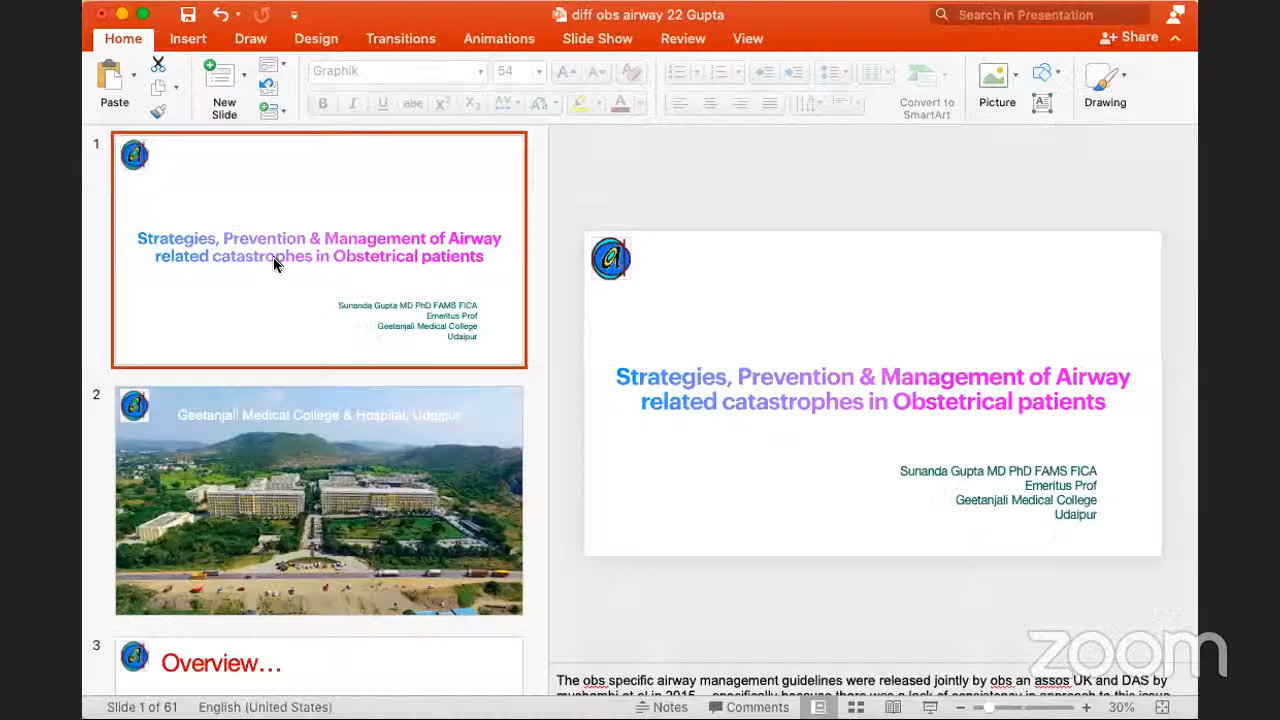 diff obs airway 22 Gupta
Search in Presentation
Home Insert Draw Design Transitions Animations Slide Show Review View
Share
Graphik 54
Paste
New
Slide
Convert to
SmartArt
Picture
Drawing
1
Strategies, Prevention & Management of Airway
related catastrophes in Obstetrical patients
Sunanda Gupta MD PhD FAMS FICA
Emeritus Prof
Geetanjali Medical College
Udaipur
2
Geetanjali Medical College & Hospital, Udaipur
3
Overview...
Strategies, Prevention & Management of Airway
related catastrophes in Obstetrical patients
Sunanda Gupta MD PhD FAMS FICA
Emeritus Prof
Geetanjali Medical College
Udaipur
zoom
The obs specific airway management guidelines were released jointly by obs an assos UK and DAS by
Slide 1 of 61 English (United States) Notes Comments 30%